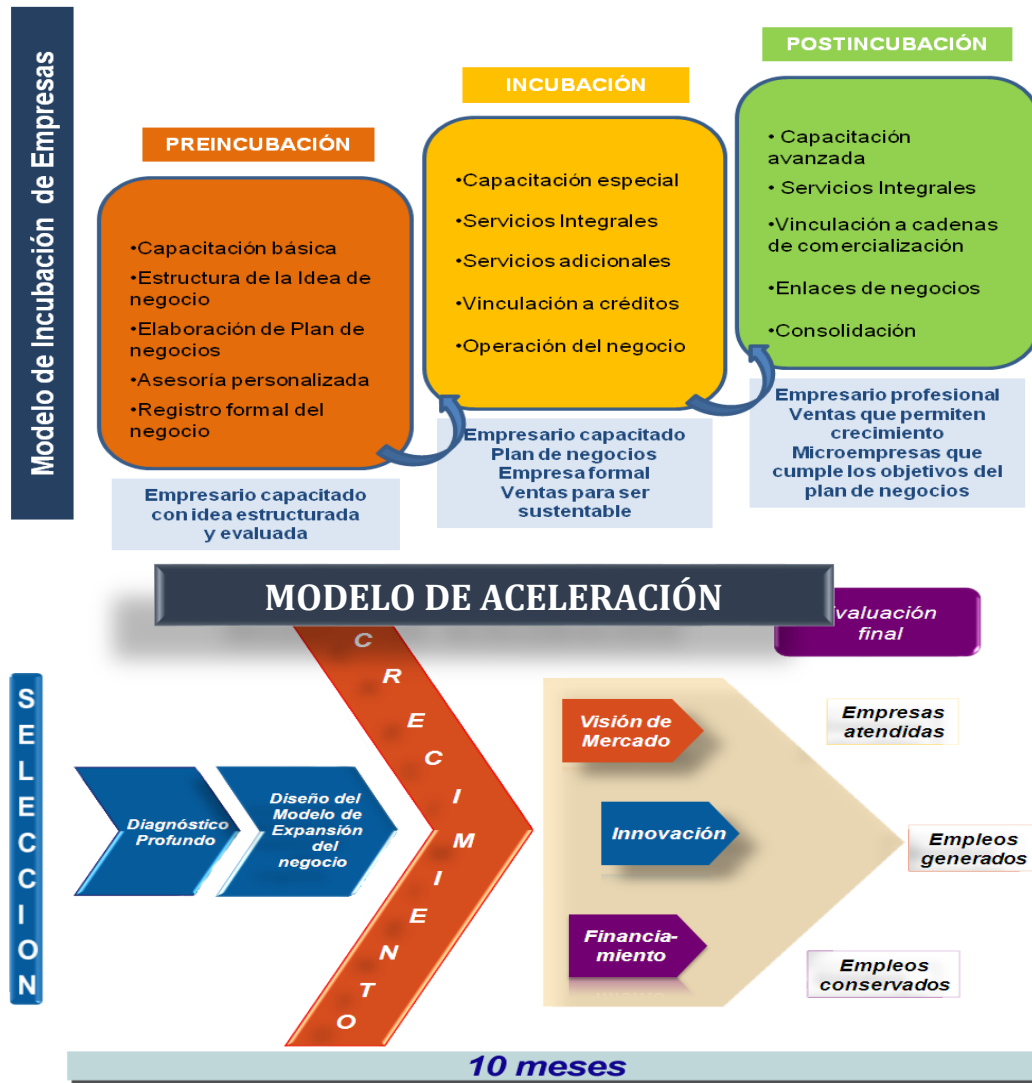 Modelo de Incubación de Empresas
PREINCUBACIÓN
•Capacitación básica
•Estructura de la Idea de
negocio
•Elaboración de Plan de
negocios
•Asesoría personalizada
•Registro formal del
negocio
Empresario capacitado
con idea estructurada
y evaluada
INCUBACIÓN
•Capacitación especial
•Servicios Integrales
•Servicios adicionales
•Vinculación a créditos
•Operación del negocio
Empresario capacitado
Plan de negocios
Empresa formal
Ventas para ser
sustentable
POSTINCUBACIÓN
• Capacitación
avanzada
• Servicios Integrales
•Vinculación a cadenas
de comercialización
•Enlaces de negocios
•Consolidación
Empresario profesional
Ventas que permiten
crecimiento
Microempresas que
cumple los objetivos del
plan de negocios
MODELO DE ACELERACIÓN
SELECCION
Diagnóstico
Profundo
Diseño del
Modelo de
Expansión
del
negocio
CRECIMIENTO
Visión de
Mercado
Innovación
Financia-
miento
Evaluación
final
Empresas
atendidas
Empleos
generados
Empleos
conservados
10 meses